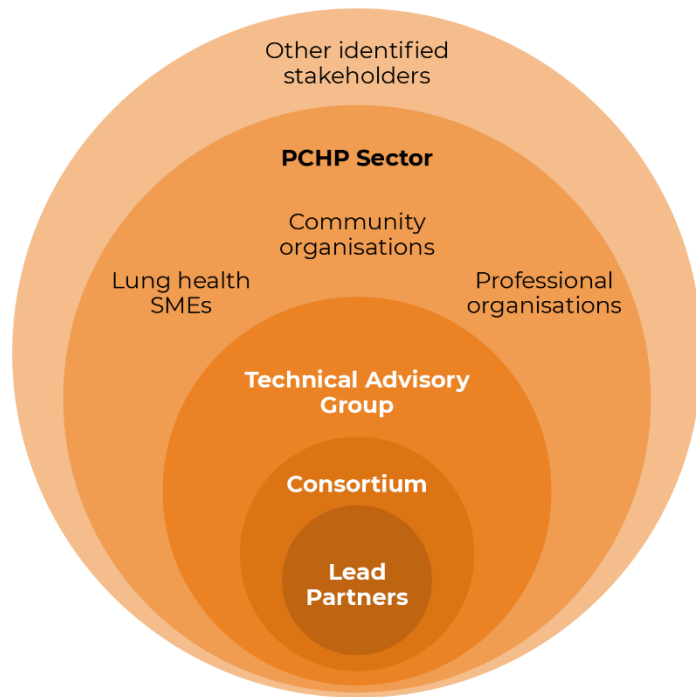 Other identified
stakeholders
PCHP Sector
Community
organisations
Lung health
SMEs
Professional
organisations
Technical Advisory
Group
Consortium
Lead
Partners